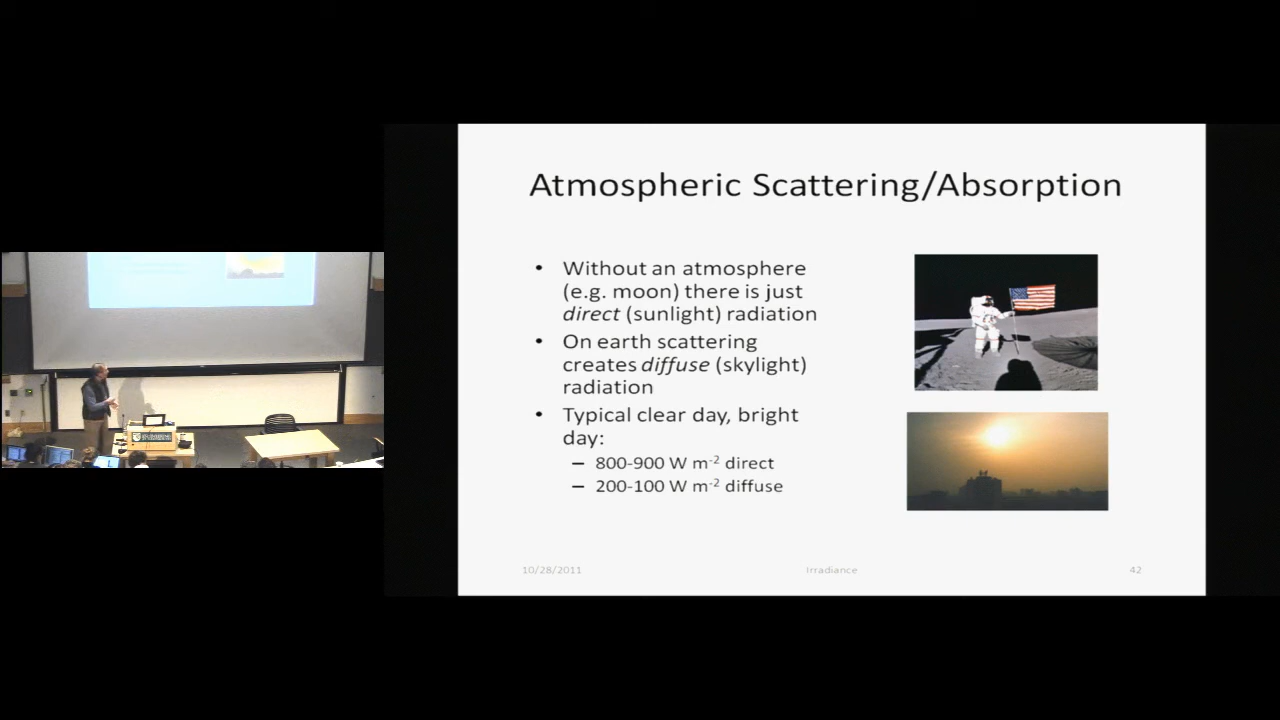 Atmospheric Scattering/Absorption
• Without an atmosphere
(e.g. moon) there is just
direct (sunlight) radiation
• On earth scattering
creates diffuse (skylight)
radiation
• Typical clear day, bright
day:
– 800-900 W m-2 direct
– 200-100 W m-2 diffuse
10/28/2011
Irradiance
42